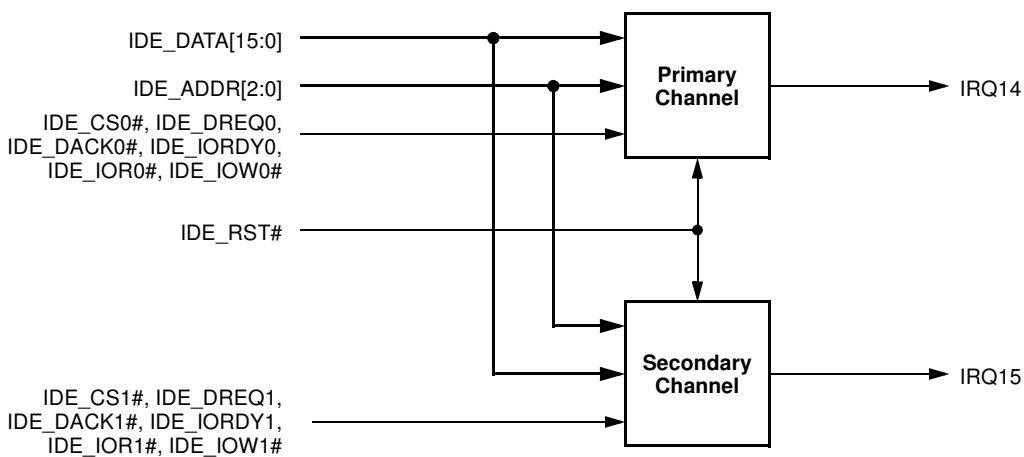 IDE_DATA[15:0]
IDE_ADDR[2:0]
IDE_CS0#, IDE_DREQ0,
IDE_DACK0#, IDE_IORDY0,
IDE_IOR0#, IDE_IOW0#
Primary
Channel
IRQ14
IDE_RST#
Secondary
Channel
IRQ15
IDE_CS1#, IDE_DREQ1,
IDE_DACK1#, IDE_IORDY1,
IDE_IOR1#, IDE_IOW1#